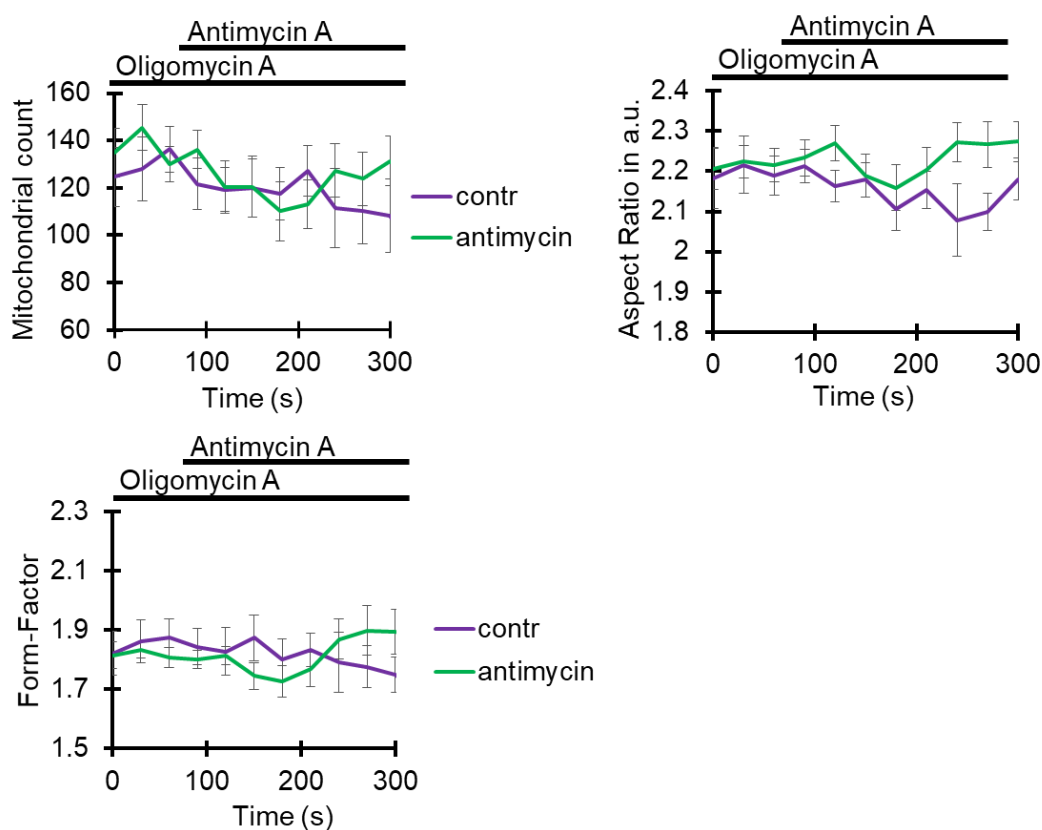 Antimycin A
Oligomycin A
Mitochondrial count
160
140
120
100
80
60
0
100
200
300
Time (s)
contr
antimycin
Antimycin A
Oligomycin A
Aspect Ratio in a.u.
2.4
2.3
2.2
2.1
2
1.9
1.8
0
100
200
300
Time (s)
Antimycin A
Oligomycin A
Form-Factor
2.3
2.1
1.9
1.7
1.5
0
100
200
300
Time (s)
contr
antimycin